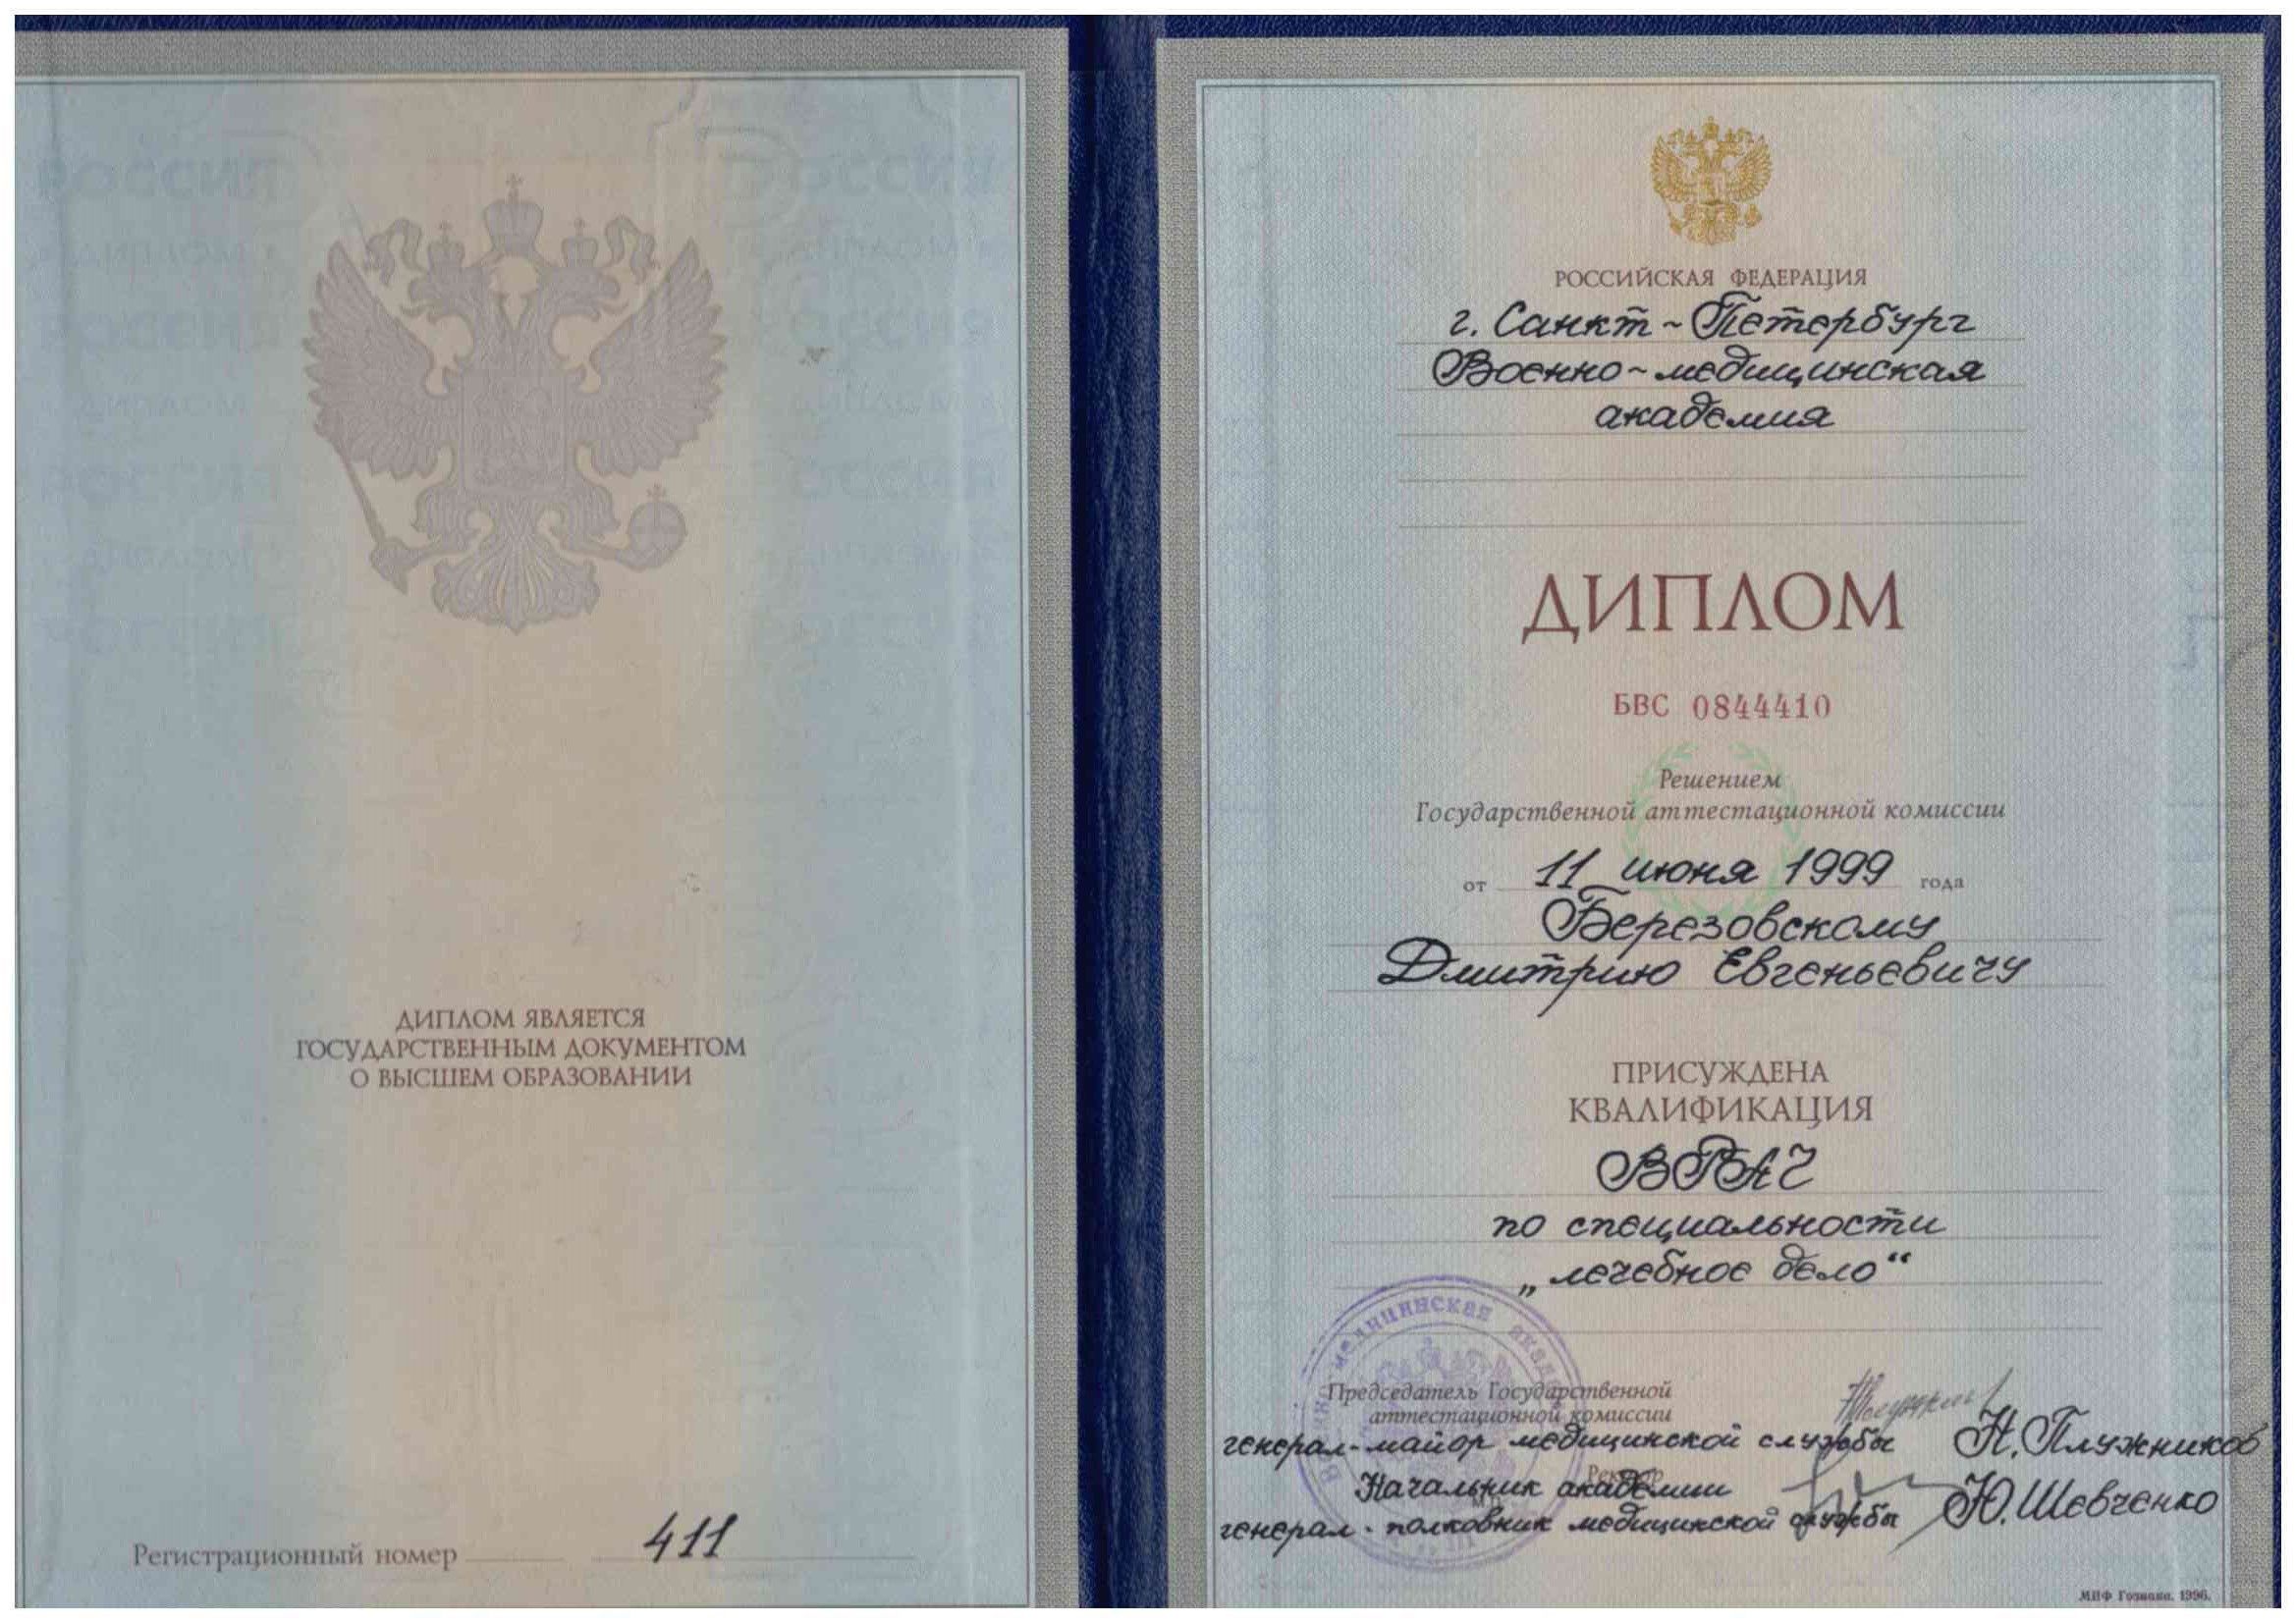 ДИПЛОМ ЯВЛЯЕТСЯ
ГОСУДАРСТВЕННЫМ ДОКУМЕНТОМ
О ВЫСШЕМ ОБРАЗОВАНИИ
Регистрационный номер 411
РОССИЙСКАЯ ФЕДЕРАЦИЯ
г. Санкт-Петербург
Военно-медицинская
академия
ДИПЛОМ
БВС 0844410
Решением
Государственной аттестационной комиссии
от 11 июня 1999 года
Березовскому
Дмитрию Евгеньевичу
ПРИСУЖДЕНА
КВАЛИФИКАЦИЯ
ВРАЧ
по специальности
„лечебное дело“
Председатель Государственной
аттестационной комиссии
генерал-майор медицинской службы Н. Плужников
Ректор
Начальник академии
генерал-полковник медицинской службы Ю. Шевченко
МПФ Гознака. 1996.